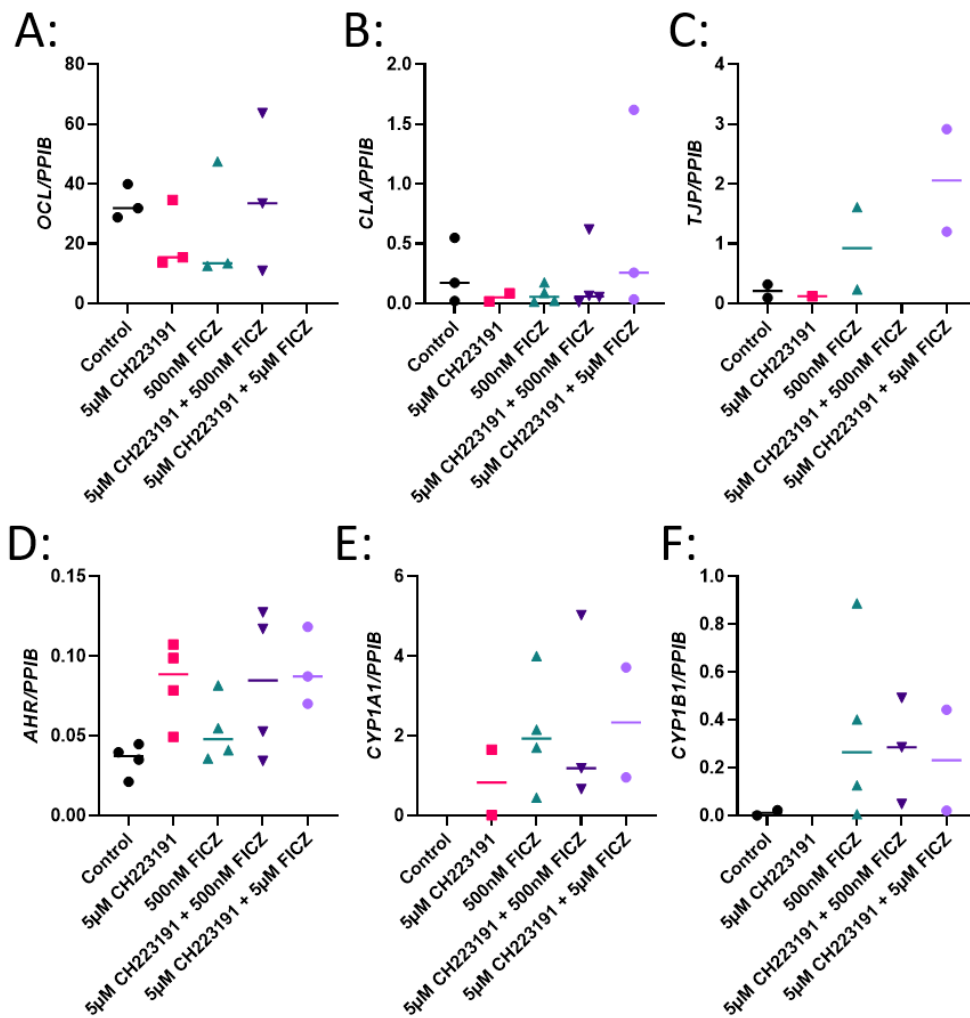 A:
80
60
40
20
0
OCL/PPIB
Control
5µM CH223191
500nM FICZ
5µM CH223191 + 500nM FICZ
5µM CH223191 + 5µM FICZ
B:
2.0
1.5
1.0
0.5
0.0
CLA/PPIB
Control
5µM CH223191
500nM FICZ
5µM CH223191 + 500nM FICZ
5µM CH223191 + 5µM FICZ
C:
4
3
2
1
0
TJP/PPIB
Control
5µM CH223191
500nM FICZ
5µM CH223191 + 500nM FICZ
5µM CH223191 + 5µM FICZ
D:
0.15
0.10
0.05
0.00
AHR/PPIB
Control
5µM CH223191
500nM FICZ
5µM CH223191 + 500nM FICZ
5µM CH223191 + 5µM FICZ
E:
6
4
2
0
CYP1A1/PPIB
Control
5µM CH223191
500nM FICZ
5µM CH223191 + 500nM FICZ
5µM CH223191 + 5µM FICZ
F:
1.0
0.8
0.6
0.4
0.2
0.0
CYP1B1/PPIB
Control
5µM CH223191
500nM FICZ
5µM CH223191 + 500nM FICZ
5µM CH223191 + 5µM FICZ